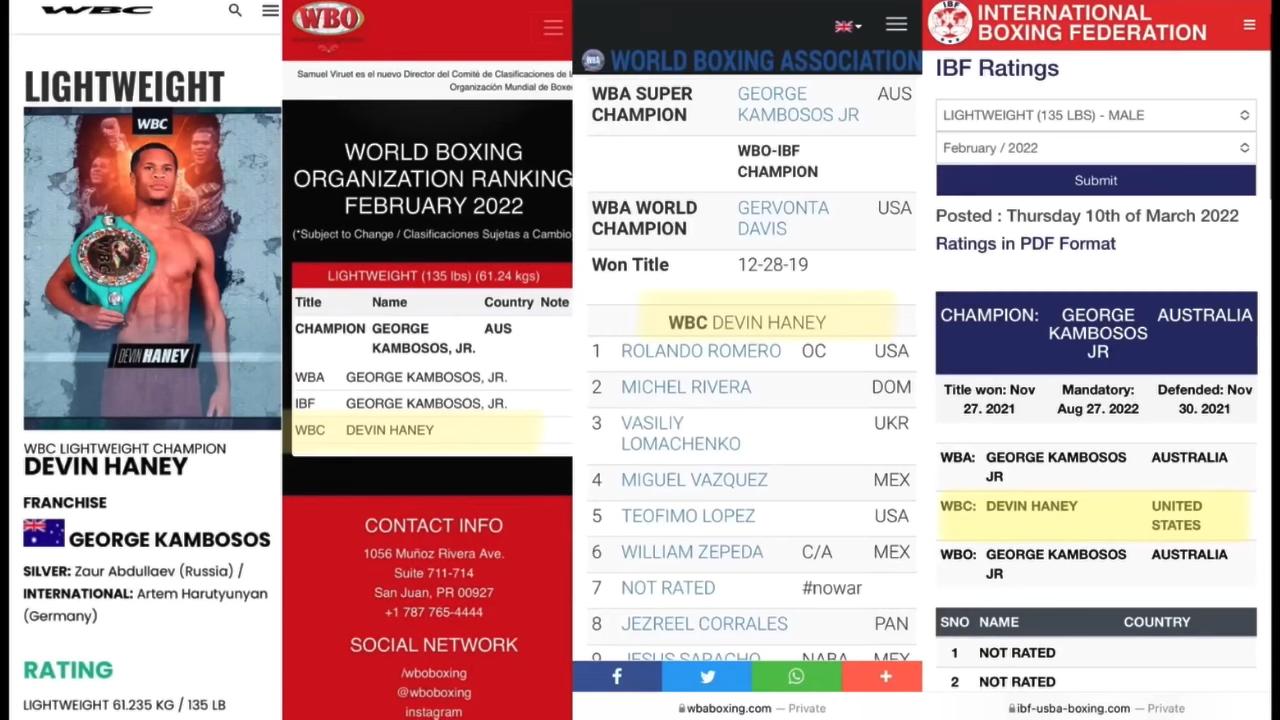 WBC
LIGHTWEIGHT
WBC
DEVIN HANEY
WBC LIGHTWEIGHT CHAMPION
DEVIN HANEY
FRANCHISE
GEORGE KAMBOSOS
SILVER: Zaur Abdullaev (Russia) /
INTERNATIONAL: Artem Harutyunyan
(Germany)
RATING
LIGHTWEIGHT 61.235 KG / 135 LB
WBO
Samuel Viruet es el nuevo Director del Comité de Clasificaciones de l
Organización Mundial de Boxe
WORLD BOXING
ORGANIZATION RANKING
FEBRUARY 2022
(*Subject to Change / Clasificaciones Sujetas a Cambio
LIGHTWEIGHT (135 lbs) (61.24 kgs)
Title Name Country Note
CHAMPION GEORGE AUS
KAMBOSOS, JR.
WBA GEORGE KAMBOSOS, JR.
IBF GEORGE KAMBOSOS, JR.
WBC DEVIN HANEY
CONTACT INFO
1056 Muñoz Rivera Ave.
Suite 711-714
San Juan, PR 00927
+1 787 765-4444
SOCIAL NETWORK
/wboboxing
@wboboxing
instagram
WBA WORLD BOXING ASSOCIATION
WBA SUPER GEORGE AUS
CHAMPION KAMBOSOS JR
WBO-IBF
CHAMPION
WBA WORLD GERVONTA USA
CHAMPION DAVIS
Won Title 12-28-19
WBC DEVIN HANEY
1 ROLANDO ROMERO OC USA
2 MICHEL RIVERA DOM
3 VASILIY UKR
LOMACHENKO
4 MIGUEL VAZQUEZ MEX
5 TEOFIMO LOPEZ USA
6 WILLIAM ZEPEDA C/A MEX
7 NOT RATED #nowar
8 JEZREEL CORRALES PAN
9 JESUS SARACHO NABA MEX
wbaboxing.com — Private
IBF INTERNATIONAL
BOXING FEDERATION
IBF Ratings
LIGHTWEIGHT (135 LBS) - MALE
February / 2022
Submit
Posted : Thursday 10th of March 2022
Ratings in PDF Format
CHAMPION: GEORGE AUSTRALIA
KAMBOSOS
JR
Title won: Nov Mandatory: Defended: Nov
27. 2021 Aug 27. 2022 30. 2021
WBA: GEORGE KAMBOSOS AUSTRALIA
JR
WBC: DEVIN HANEY UNITED
STATES
WBO: GEORGE KAMBOSOS AUSTRALIA
JR
SNO NAME COUNTRY
1 NOT RATED
2 NOT RATED
ibf-usba-boxing.com — Private